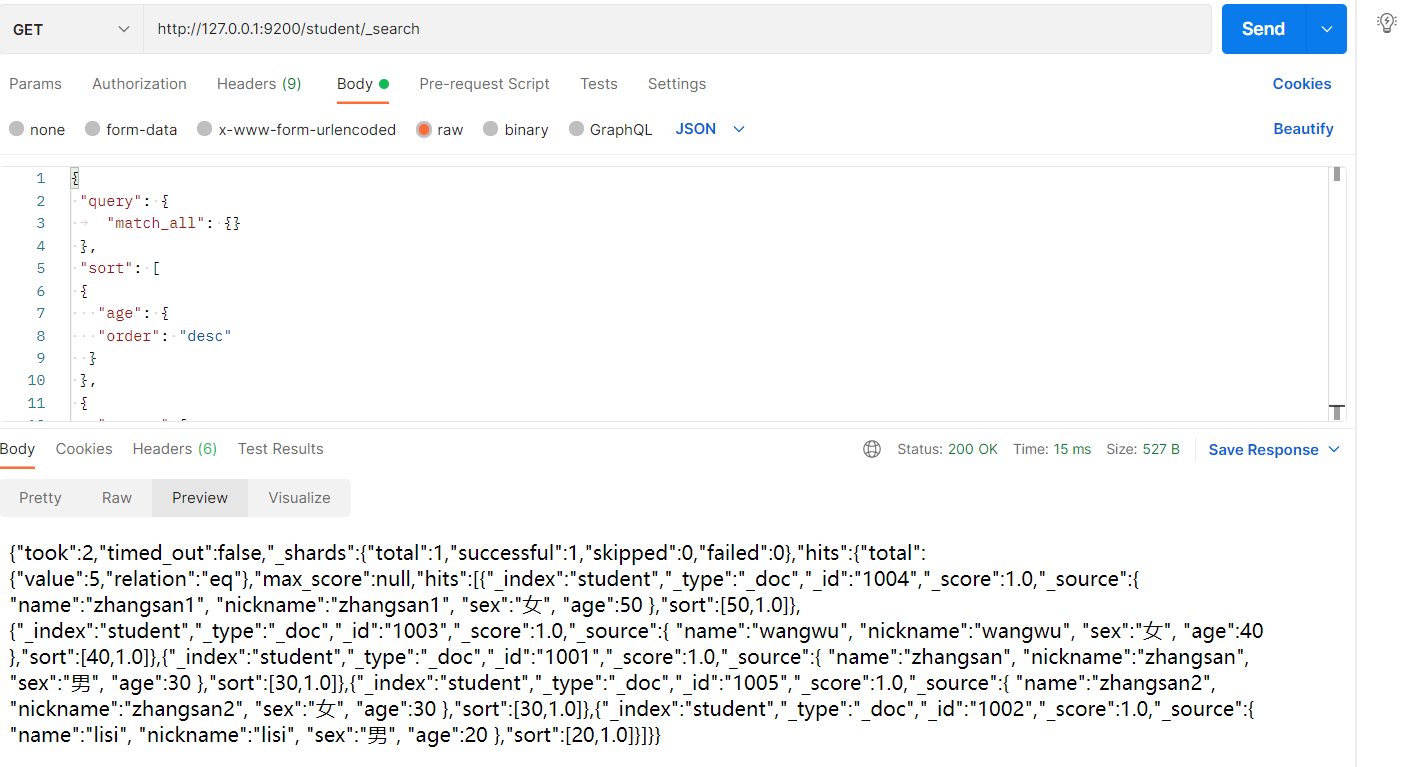 GET http://127.0.0.1:9200/student/_search Send
Params Authorization Headers (9) Body Pre-request Script Tests Settings Cookies
none form-data x-www-form-urlencoded raw binary GraphQL JSON Beautify
1 {
2 "query": {
3 "match_all": {}
4 },
5 "sort": [
6 {
7 "age": {
8 "order": "desc"
9 }
10 },
11 {
Body Cookies Headers (6) Test Results Status: 200 OK Time: 15 ms Size: 527 B Save Response
Pretty Raw Preview Visualize
{"took":2,"timed_out":false,"_shards":{"total":1,"successful":1,"skipped":0,"failed":0},"hits":{"total":
{"value":5,"relation":"eq"},"max_score":null,"hits":[{"_index":"student","_type":"_doc","_id":"1004","_score":1.0,"_source":{
"name":"zhangsan1", "nickname":"zhangsan1", "sex":"女", "age":50 },"sort":[50,1.0]},
{"_index":"student","_type":"_doc","_id":"1003","_score":1.0,"_source":{ "name":"wangwu", "nickname":"wangwu", "sex":"女", "age":40
},"sort":[40,1.0]},{"_index":"student","_type":"_doc","_id":"1001","_score":1.0,"_source":{ "name":"zhangsan", "nickname":"zhangsan",
"sex":"男", "age":30 },"sort":[30,1.0]},{"_index":"student","_type":"_doc","_id":"1005","_score":1.0,"_source":{ "name":"zhangsan2",
"nickname":"zhangsan2", "sex":"女", "age":30 },"sort":[30,1.0]},{"_index":"student","_type":"_doc","_id":"1002","_score":1.0,"_source":{
"name":"lisi", "nickname":"lisi", "sex":"男", "age":20 },"sort":[20,1.0]}]}}